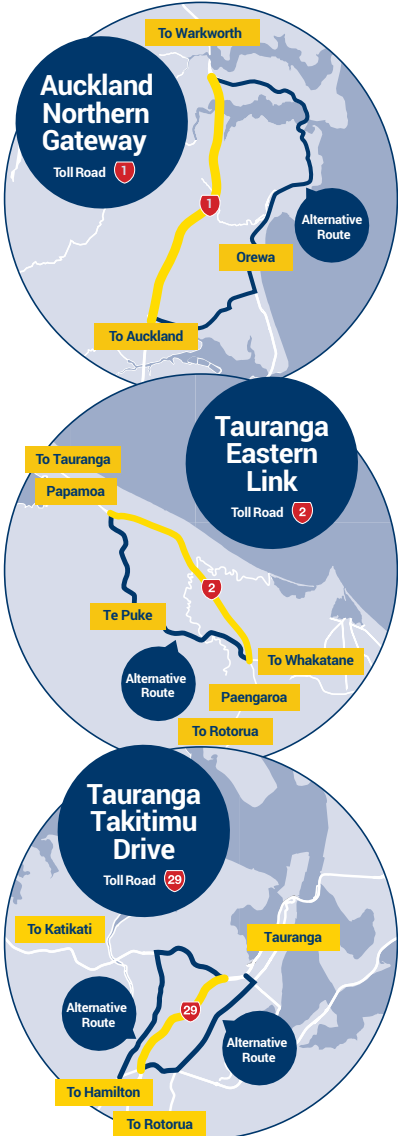 To Warkworth
Auckland
Northern
Gateway
Toll Road 1
1
Alternative
Route
Orewa
To Auckland
Tauranga
Eastern
Link
Toll Road 2
To Tauranga
Papamoa
2
Te Puke
To Whakatane
Alternative
Route
Paengaroa
To Rotorua
Tauranga
Takitimu
Drive
Toll Road 29
To Katikati
Tauranga
Alternative
Route
29
Alternative
Route
To Hamilton
To Rotorua